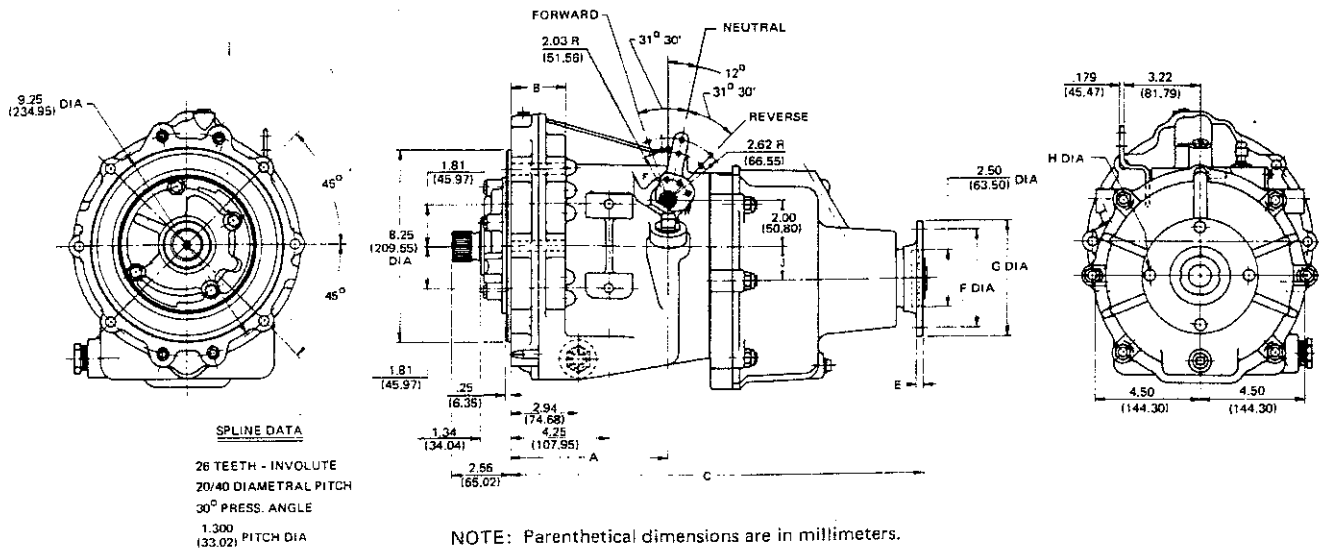 FORWARD
NEUTRAL
REVERSE
31° 30'
12°
31° 30'
2.03 R
(51.56)
2.62 R
(66.55)
9.25 DIA
(234.95)
45°
45°
B
1.81
(45.97)
8.25
(209.55)
DIA
1.81
(45.97)
.25
(6.35)
2.94
(74.68)
1.34
(34.04)
4.25
(107.95)
A
2.56
(65.02)
C
2.00
(50.80)
J
2.50 DIA
(63.50)
G DIA
F DIA
E
.179
(45.47)
3.22
(81.79)
H DIA
4.50
(144.30)
4.50
(144.30)
SPLINE DATA
26 TEETH - INVOLUTE
20/40 DIAMETRAL PITCH
30° PRESS. ANGLE
1.300 PITCH DIA
(33.02)
NOTE: Parenthetical dimensions are in millimeters.